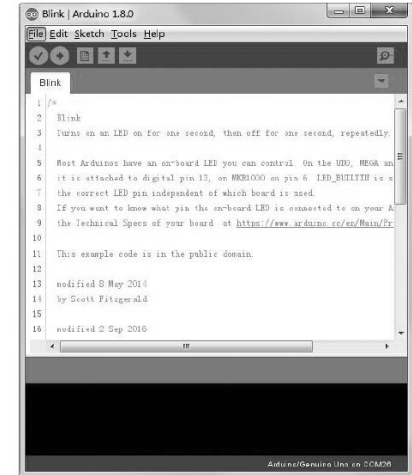 Blink | Arduino 1.8.0
File Edit Sketch Tools Help
Blink
1 /*
2 Blink
3 Turns on an LED on for one second, then off for one second, repeatedly.
4
5 Most Arduinos have an on-board LED you can control. On the UNO, MEGA an
6 it is attached to digital pin 13, on MKR1000 on pin 6. LED_BUILTIN is s
7 the correct LED pin independent of which board is used.
8 If you want to know what pin the on-board LED is connected to on your A
9 the Technical Specs of your board at https://www.arduino.cc/en/Main/Pr
10
11 This example code is in the public domain.
12
13 modified 8 May 2014
14 by Scott Fitzgerald
15
16 modified 2 Sep 2016
Arduino/Genuino Uno on COM26